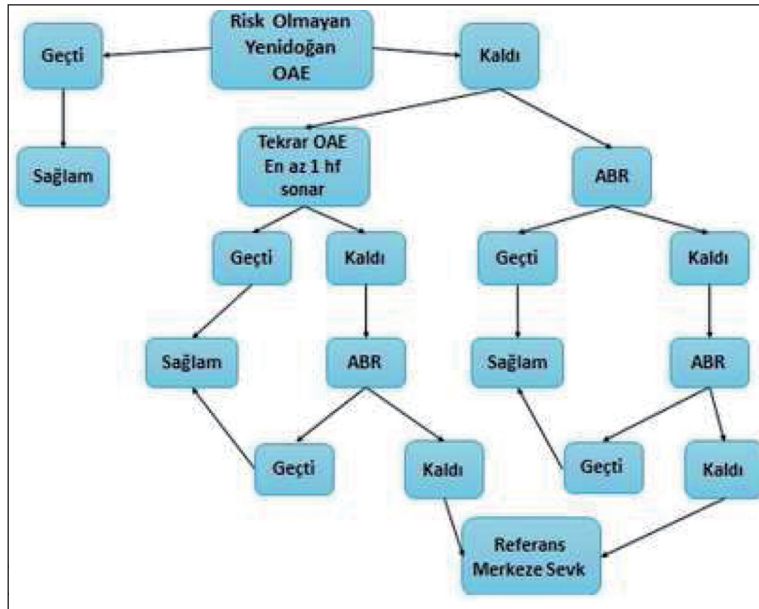 Risk Olmayan
Yenidoğan
OAE
Geçti
Kaldı
Sağlam
Tekrar OAE
En az 1 hf
sonar
ABR
Geçti
Kaldı
Geçti
Kaldı
Sağlam
ABR
Sağlam
ABR
Geçti
Kaldı
Geçti
Kaldı
Referans
Merkeze Sevk